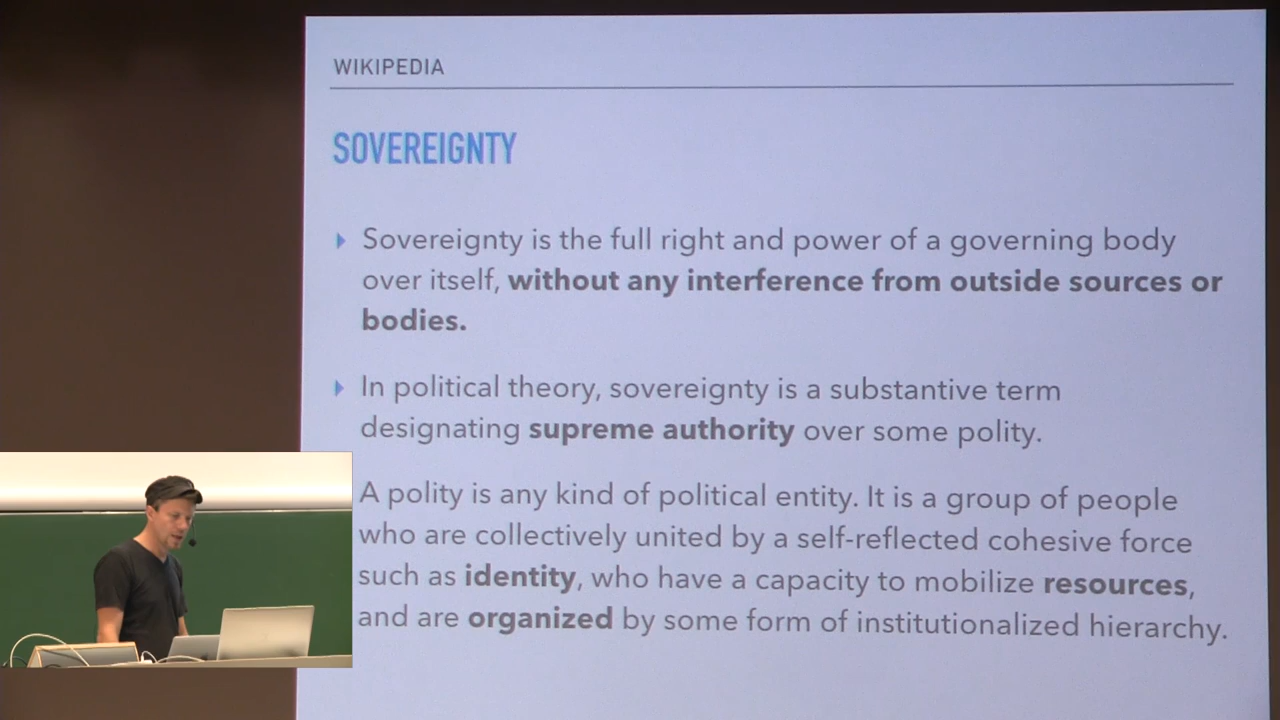 WIKIPEDIA
SOVEREIGNTY
Sovereignty is the full right and power of a governing body
over itself, without any interference from outside sources or
bodies.
In political theory, sovereignty is a substantive term
designating supreme authority over some polity.
A polity is any kind of political entity. It is a group of people
who are collectively united by a self-reflected cohesive force
such as identity, who have a capacity to mobilize resources,
and are organized by some form of institutionalized hierarchy.